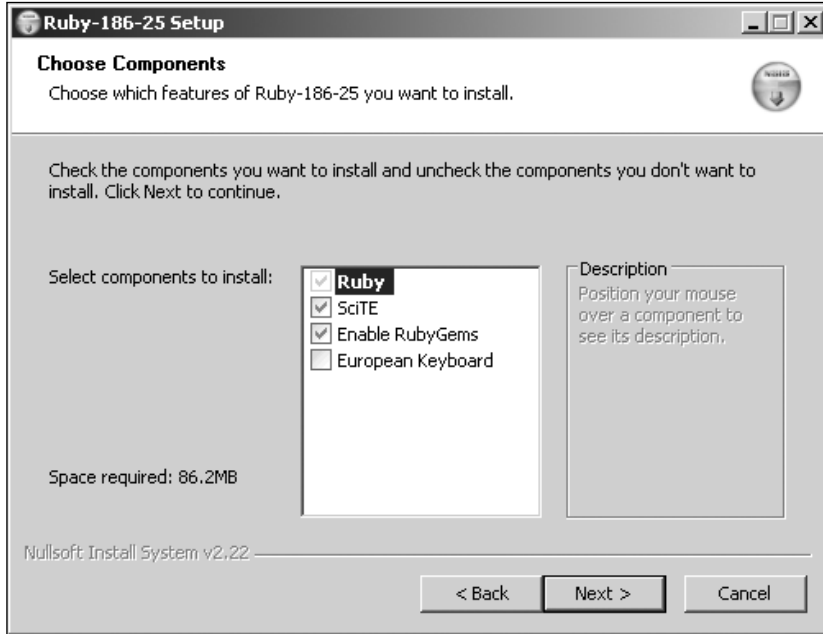 Ruby-186-25 Setup
Choose Components
Choose which features of Ruby-186-25 you want to install.
Check the components you want to install and uncheck the components you don't want to
install. Click Next to continue.
Select components to install:
Ruby
SciTE
Enable RubyGems
European Keyboard
Description
Position your mouse
over a component to
see its description.
Space required: 86.2MB
Nullsoft Install System v2.22
< Back
Next >
Cancel